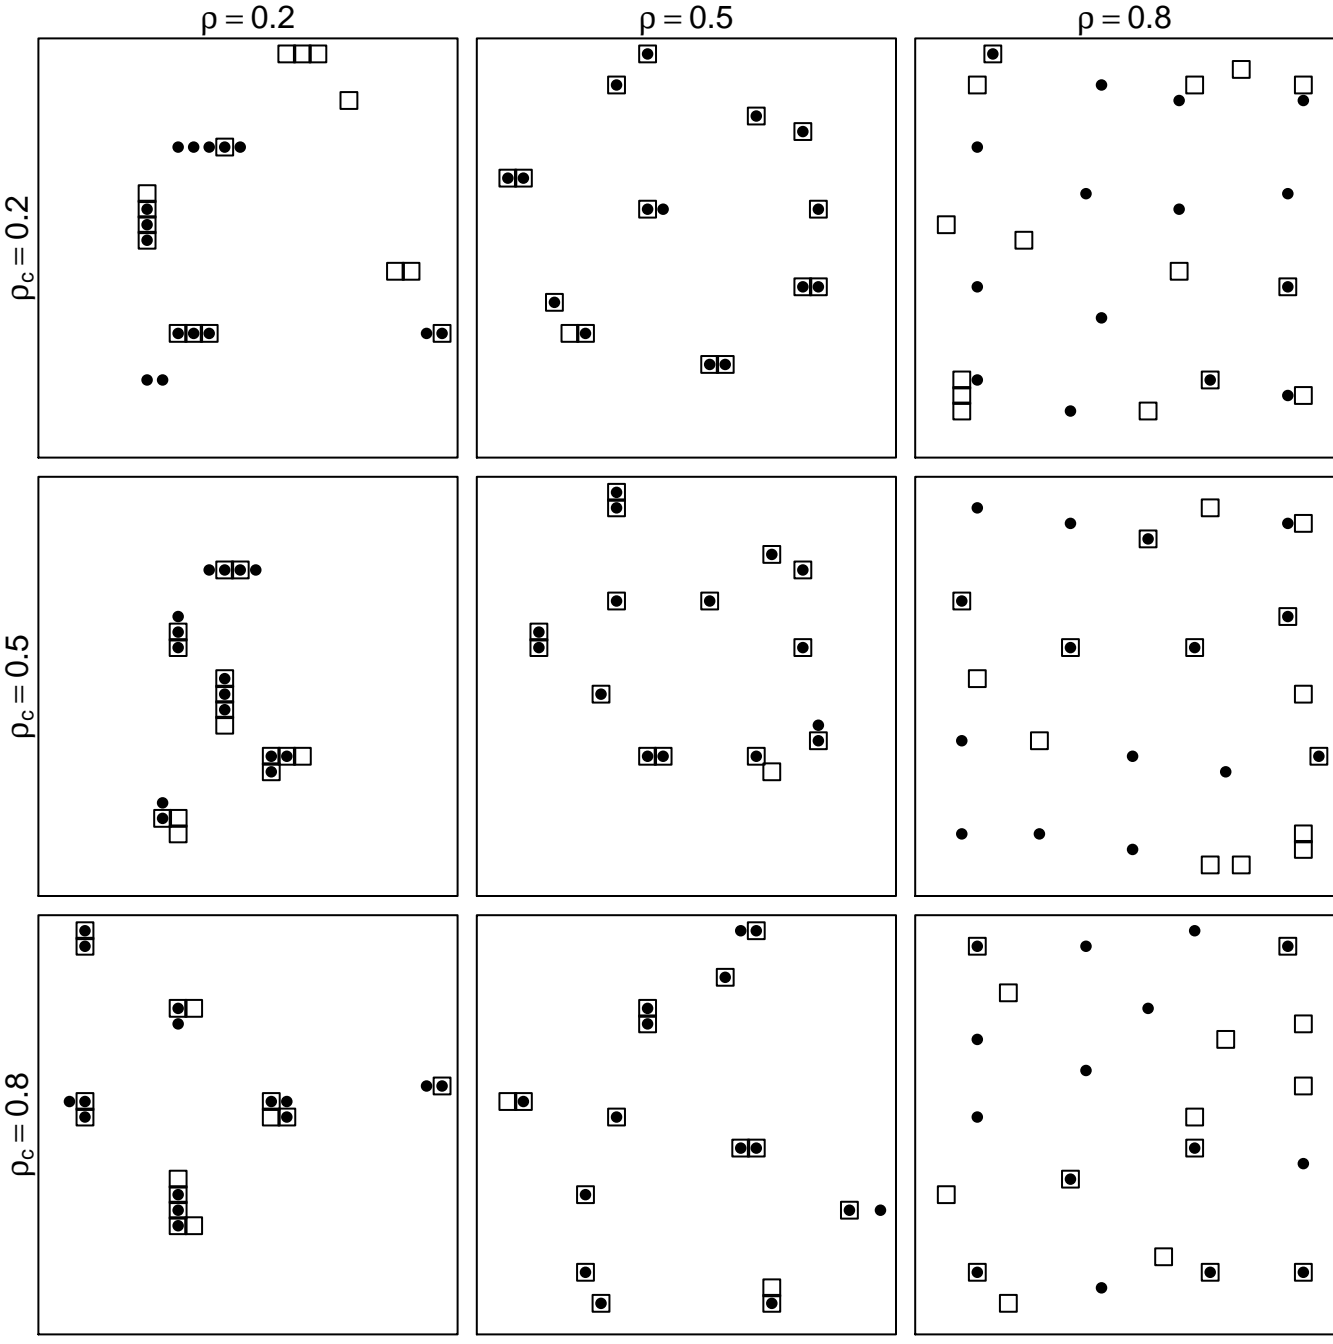 ρ = 0.2
ρ = 0.5
ρ = 0.8
ρc = 0.2
ρc = 0.5
ρc = 0.8